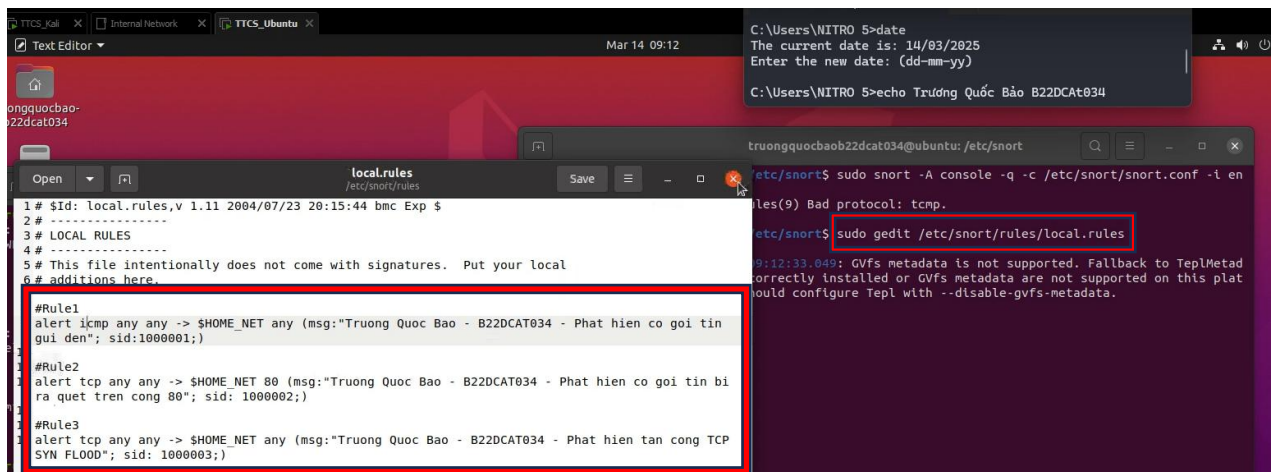 TTCS_Kali
Internal Network
TTCS_Ubuntu
Text Editor
Mar 14 09:12
C:\Users\NITRO 5>date
The current date is: 14/03/2025
Enter the new date: (dd-mm-yy)
C:\Users\NITRO 5>echo Trương Quốc Bảo B22DCAt034
ongquocbao-
b22dcat034
truongquocbaob22dcat034@ubuntu: /etc/snort
Open
local.rules
/etc/snort/rules
Save
1 # $Id: local.rules,v 1.11 2004/07/23 20:15:44 bmc Exp $
2 # ----------------
3 # LOCAL RULES
4 # ----------------
5 # This file intentionally does not come with signatures.  Put your local
6 # additions here.
#Rule1
alert icmp any any -> $HOME_NET any (msg:"Truong Quoc Bao - B22DCAT034 - Phat hien co goi tin
gui den"; sid:1000001;)
#Rule2
alert tcp any any -> $HOME_NET 80 (msg:"Truong Quoc Bao - B22DCAT034 - Phat hien co goi tin bi
ra quet tren cong 80"; sid: 1000002;)
#Rule3
alert tcp any any -> $HOME_NET any (msg:"Truong Quoc Bao - B22DCAT034 - Phat hien tan cong TCP
SYN FLOOD"; sid: 1000003;)
/etc/snort$ sudo snort -A console -q -c /etc/snort/snort.conf -i en
les(9) Bad protocol: tcmp.
/etc/snort$ sudo gedit /etc/snort/rules/local.rules
09:12:33.049: GVfs metadata is not supported. Fallback to TeplMetad
correctly installed or GVfs metadata are not supported on this plat
hould configure Tepl with --disable-gvfs-metadata.